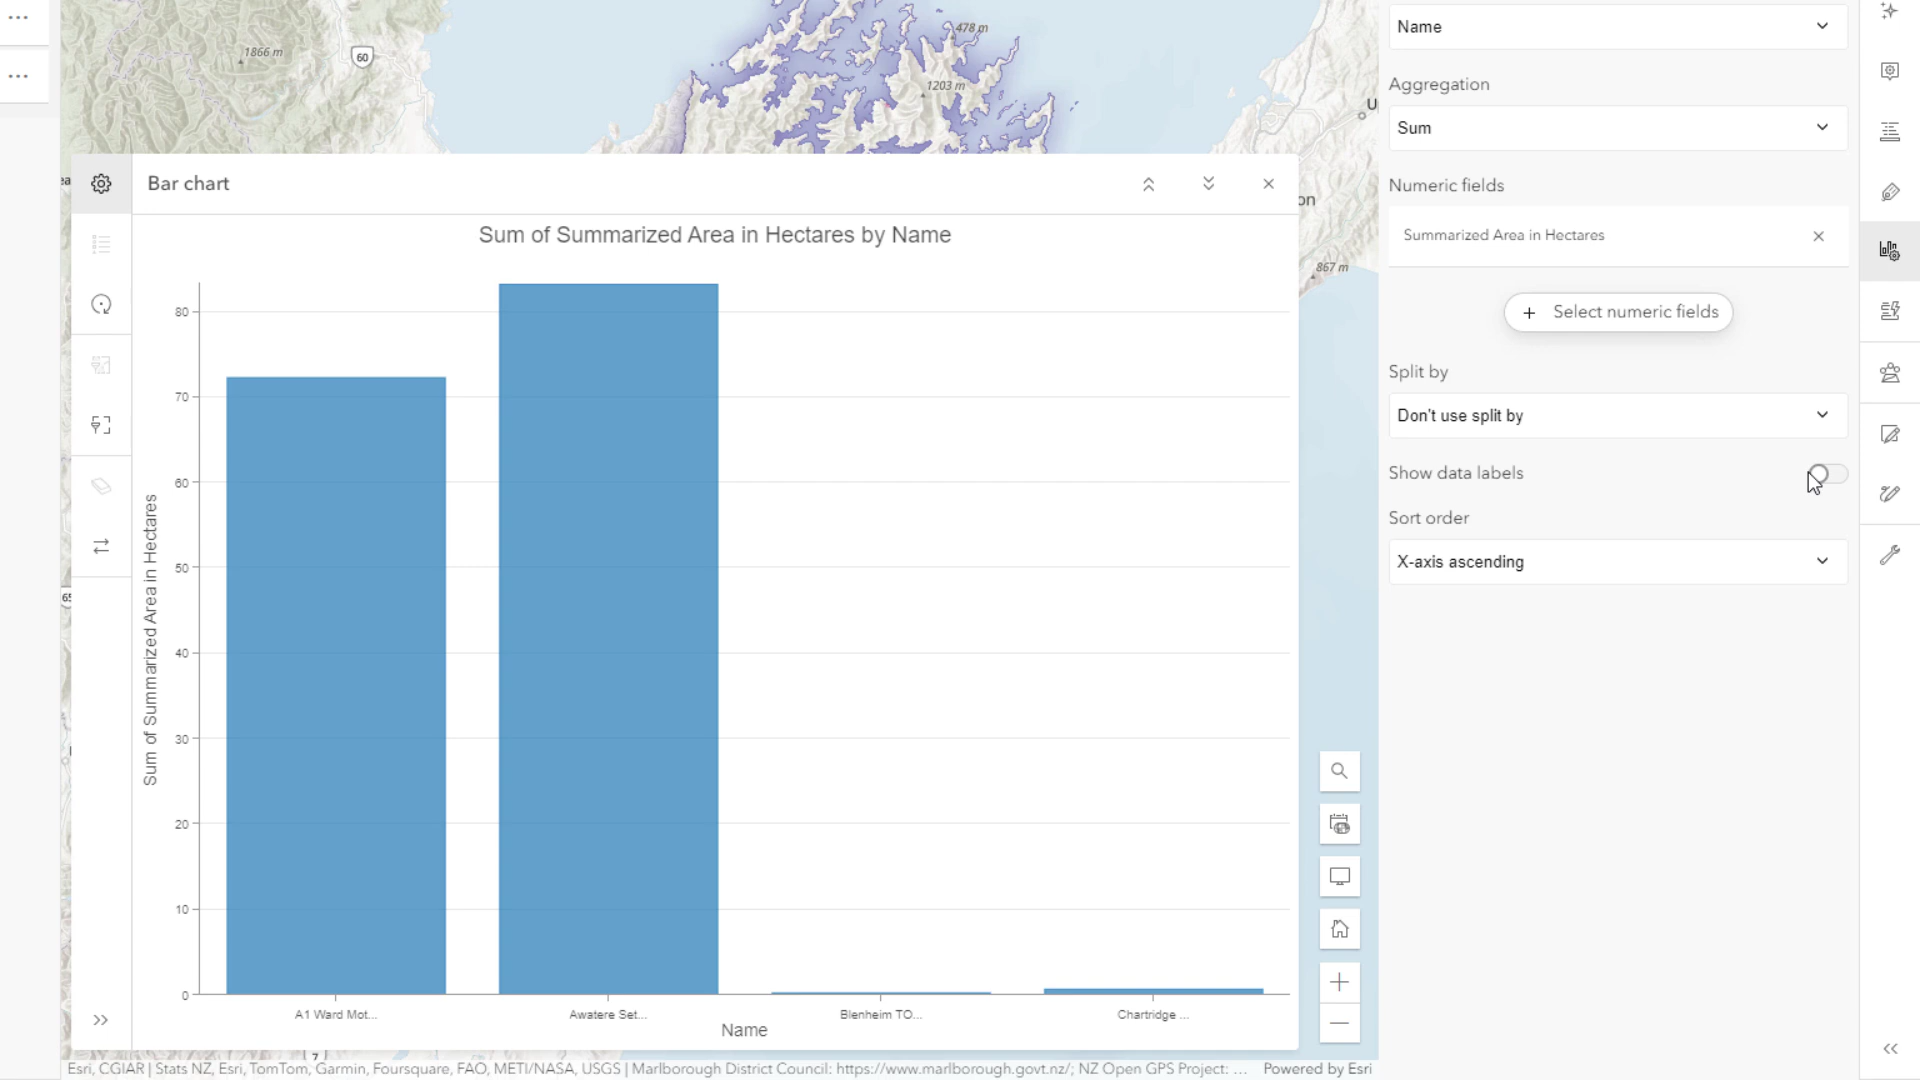 1866 m
60
478 m
1203 m
U
on
867 m
ea
65
7
Bar chart
Sum of Summarized Area in Hectares by Name
80
70
60
50
40
30
20
10
0
Sum of Summarized Area in Hectares
A1 Ward Mot...
Awatere Set...
Blenheim TO...
Chartridge ...
Name
Name
Aggregation
Sum
Numeric fields
Summarized Area in Hectares
Select numeric fields
Split by
Don't use split by
Show data labels
Sort order
X-axis ascending
Esri, CGIAR | Stats NZ, Esri, TomTom, Garmin, Foursquare, FAO, METI/NASA, USGS | Marlborough District Council: https://www.marlborough.govt.nz/; NZ Open GPS Project: ... Powered by Esri